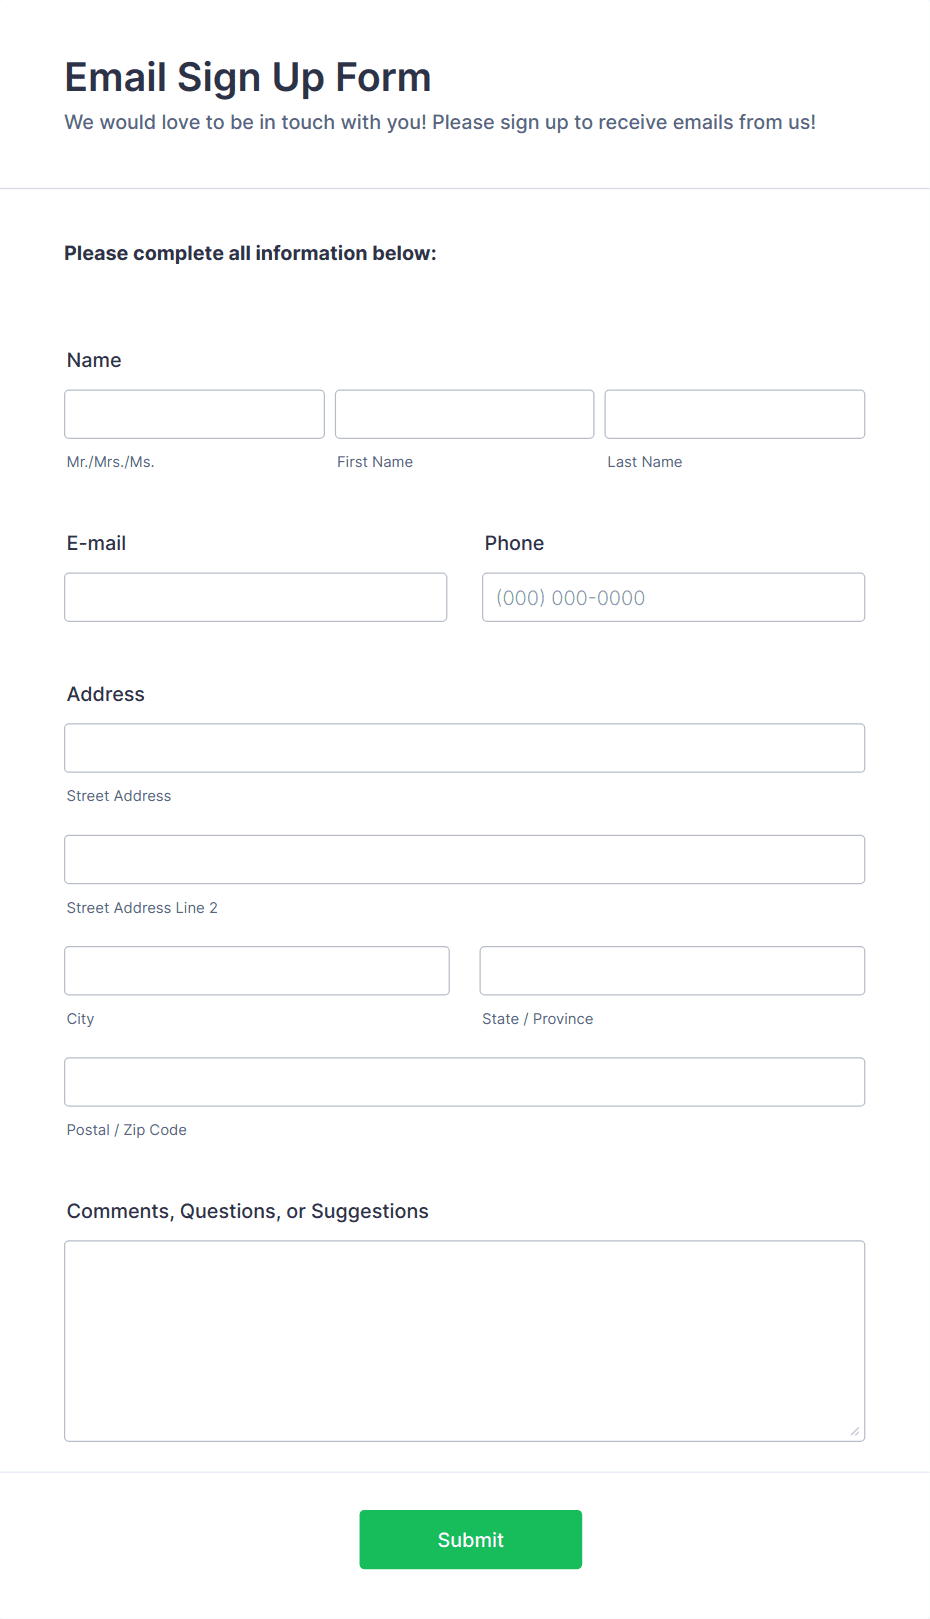 Email Sign Up Form
We would love to be in touch with you! Please sign up to receive emails from us!
Please complete all information below:
Name
Mr./Mrs./Ms. First Name Last Name
E-mail Phone
(000) 000-0000
Address
Street Address
Street Address Line 2
City State / Province
Postal / Zip Code
Comments, Questions, or Suggestions
Submit